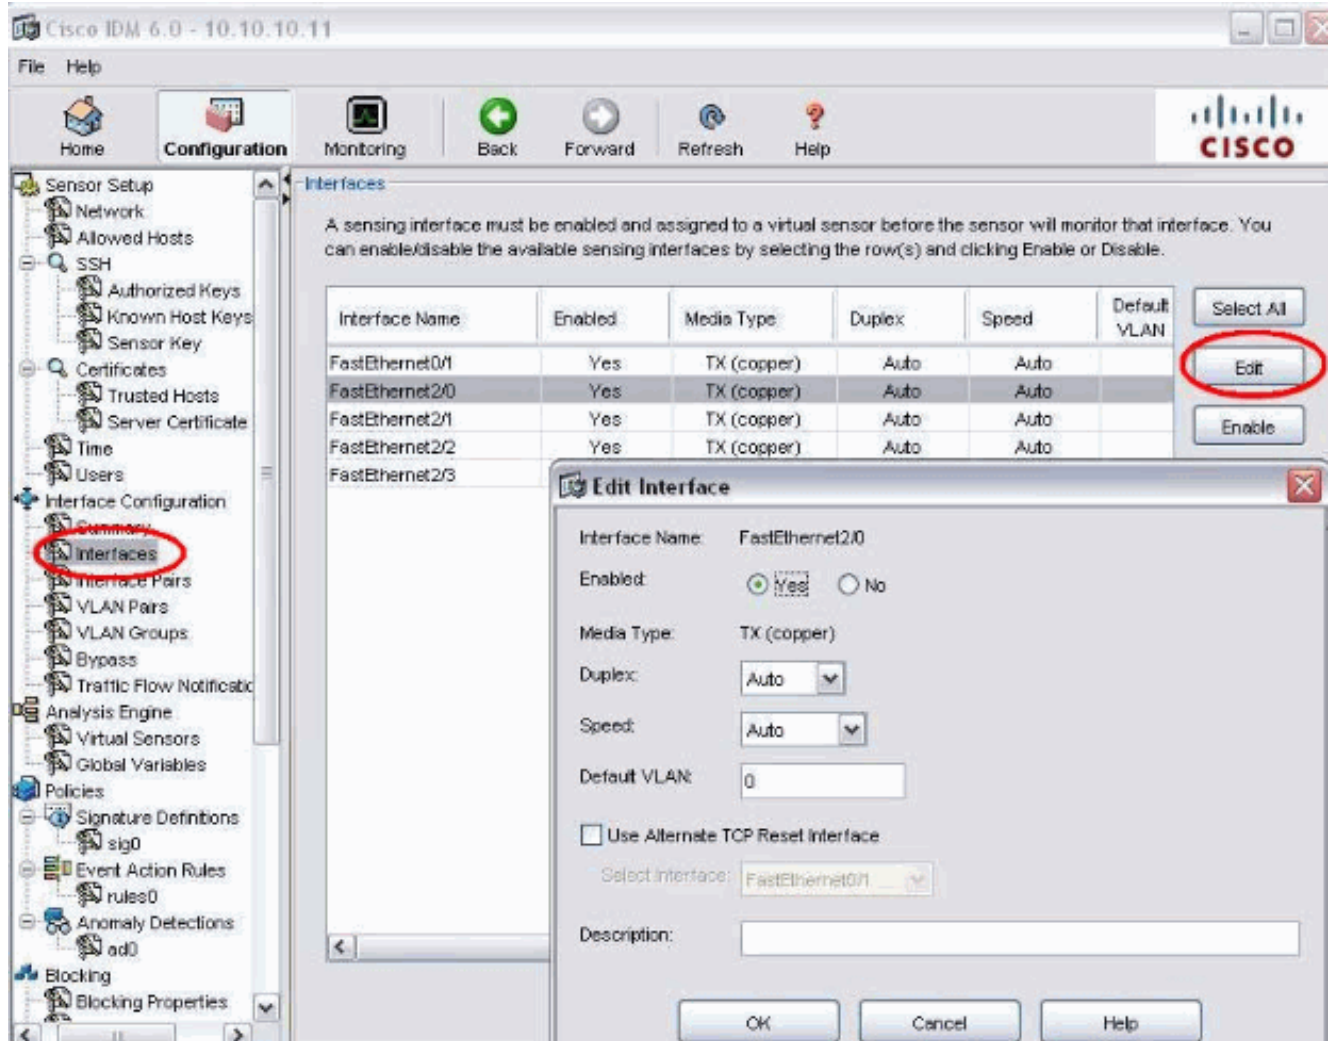 Cisco IDM 6.0 - 10.10.10.11
File Help
Home Configuration Monitoring Back Forward Refresh Help
CISCO
Sensor Setup
Network
Allowed Hosts
SSH
Authorized Keys
Known Host Keys
Sensor Key
Certificates
Trusted Hosts
Server Certificate
Time
Users
Interface Configuration
Summary
Interfaces
Interface Pairs
VLAN Pairs
VLAN Groups
Bypass
Traffic Flow Notificatic
Analysis Engine
Virtual Sensors
Global Variables
Policies
Signature Definitions
sig0
Event Action Rules
rules0
Anomaly Detections
ad0
Blocking
Blocking Properties
Interfaces
A sensing interface must be enabled and assigned to a virtual sensor before the sensor will monitor that interface. You
can enable/disable the available sensing interfaces by selecting the row(s) and clicking Enable or Disable.
Interface Name Enabled Media Type Duplex Speed Default VLAN
FastEthernet0/1 Yes TX (copper) Auto Auto
FastEthernet2/0 Yes TX (copper) Auto Auto
FastEthernet2/1 Yes TX (copper) Auto Auto
FastEthernet2/2 Yes TX (copper) Auto Auto
FastEthernet2/3
Select All
Edit
Enable
Edit Interface
Interface Name: FastEthernet2/0
Enabled: Yes No
Media Type: TX (copper)
Duplex: Auto
Speed: Auto
Default VLAN: 0
Use Alternate TCP Reset Interface
Select Interface: FastEthernet0/1
Description:
OK Cancel Help